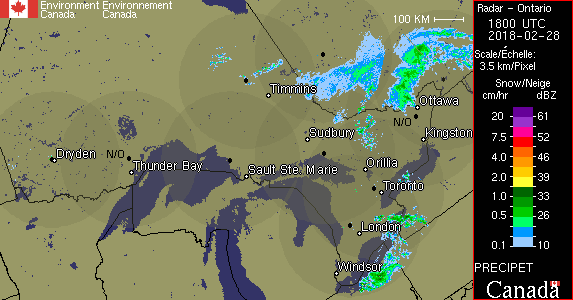 Environment Environnement
Canada Canada
100 KM
Radar - Ontario
1800 UTC
2018-02-28
Scale/Échelle:
3.5 km/Pixel
Snow/Neige
cm/hr dBZ
20 61
7.5 52
4.0 46
2.0 39
1.0 33
0.5 26
0.1 10
PRECIPET
Canada
Timmins
Ottawa
N/O
Sudbury
Kingston
Dryden
N/O
Thunder Bay
Sault Ste. Marie
Orillia
Toronto
London
Windsor